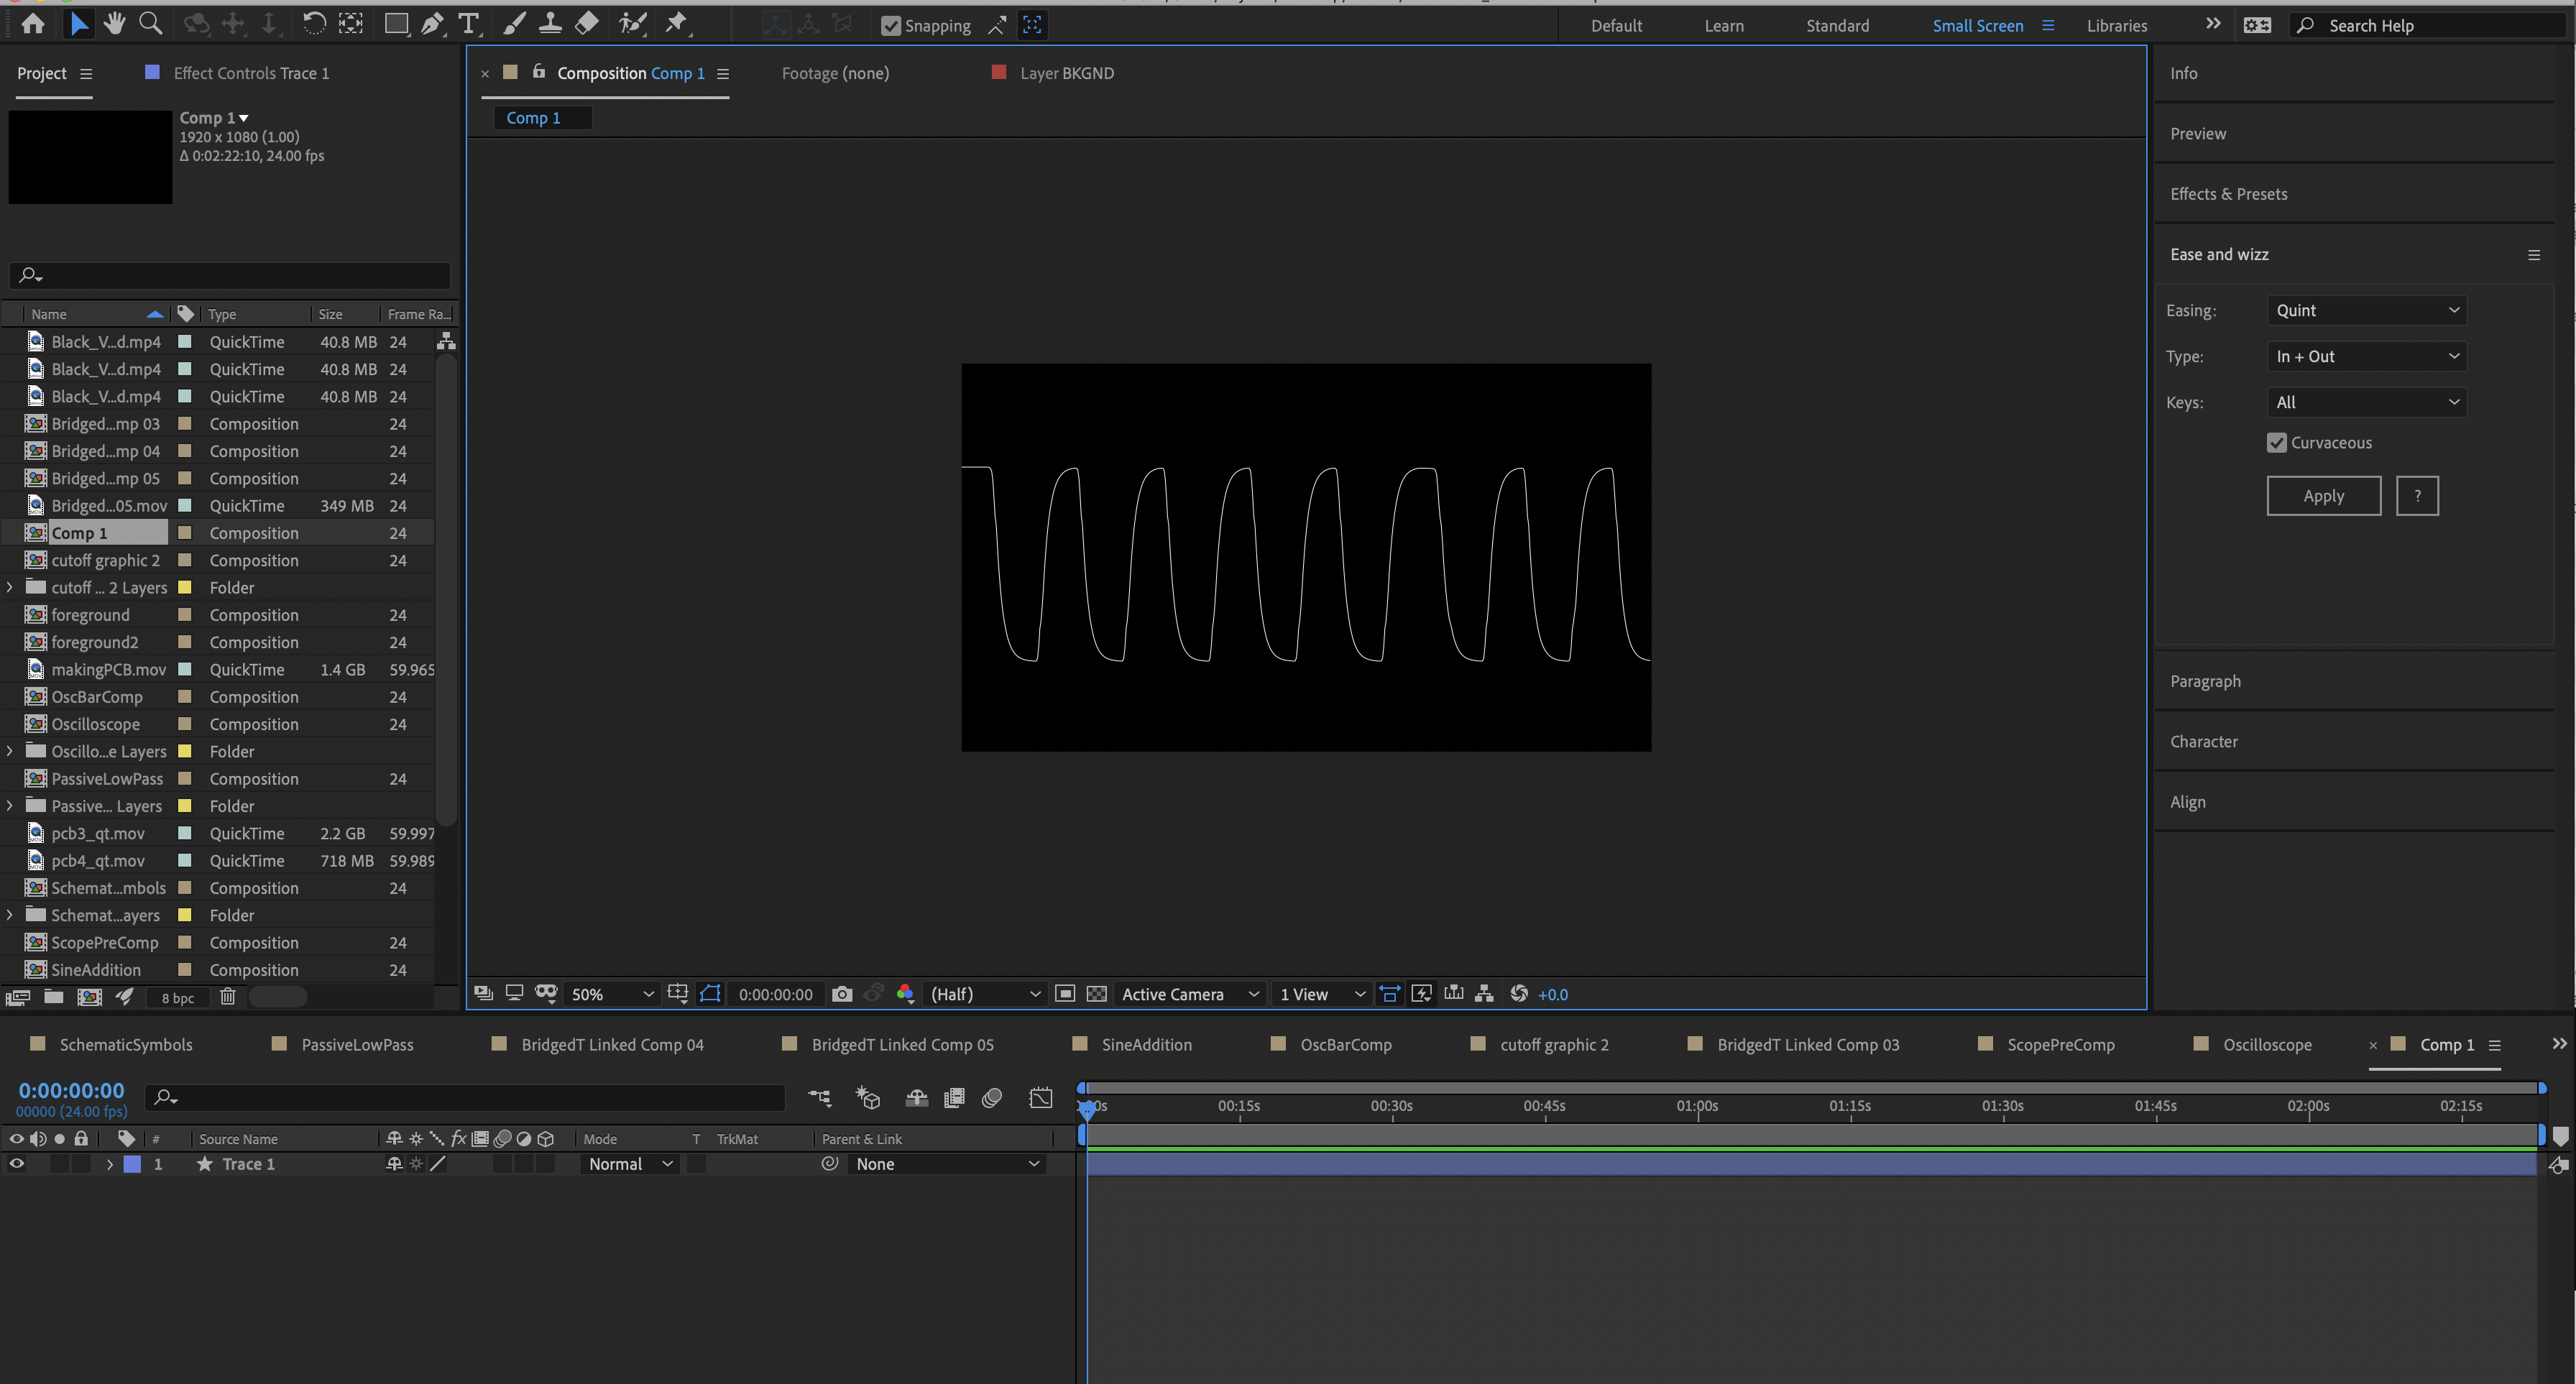 Snapping
Default
Learn
Standard
Small Screen
Libraries
Search Help
Project
Effect Controls Trace 1
Composition Comp 1
Footage (none)
Layer BKGND
Comp 1
Comp 1
1920 x 1080 (1.00)
Δ 0:02:22:10, 24.00 fps
Name Type Size Frame Ra...
Black_V...d.mp4 QuickTime 40.8 MB 24
Black_V...d.mp4 QuickTime 40.8 MB 24
Black_V...d.mp4 QuickTime 40.8 MB 24
Bridged...mp 03 Composition 24
Bridged...mp 04 Composition 24
Bridged...mp 05 Composition 24
Bridged...05.mov QuickTime 349 MB 24
Comp 1 Composition 24
cutoff graphic 2 Composition 24
cutoff ... 2 Layers Folder
foreground Composition 24
foreground2 Composition 24
makingPCB.mov QuickTime 1.4 GB 59.965
OscBarComp Composition 24
Oscilloscope Composition 24
Oscillo...e Layers Folder
PassiveLowPass Composition 24
Passive... Layers Folder
pcb3_qt.mov QuickTime 2.2 GB 59.997
pcb4_qt.mov QuickTime 718 MB 59.989
Schemat...mbols Composition 24
Schemat...ayers Folder
ScopePreComp Composition 24
SineAddition Composition 24
8 bpc
50%
0:00:00:00
(Half)
Active Camera
1 View
+0.0
Info
Preview
Effects & Presets
Ease and wizz
Easing: Quint
Type: In + Out
Keys: All
Curvaceous
Apply ?
Paragraph
Character
Align
SchematicSymbols
PassiveLowPass
BridgedT Linked Comp 04
BridgedT Linked Comp 05
SineAddition
OscBarComp
cutoff graphic 2
BridgedT Linked Comp 03
ScopePreComp
Oscilloscope
Comp 1
0:00:00:00
00000 (24.00 fps)
00:15s 00:30s 00:45s 01:00s 01:15s 01:30s 01:45s 02:00s 02:15s
# Source Name fx Mode T TrkMat Parent & Link
1 Trace 1 Normal None